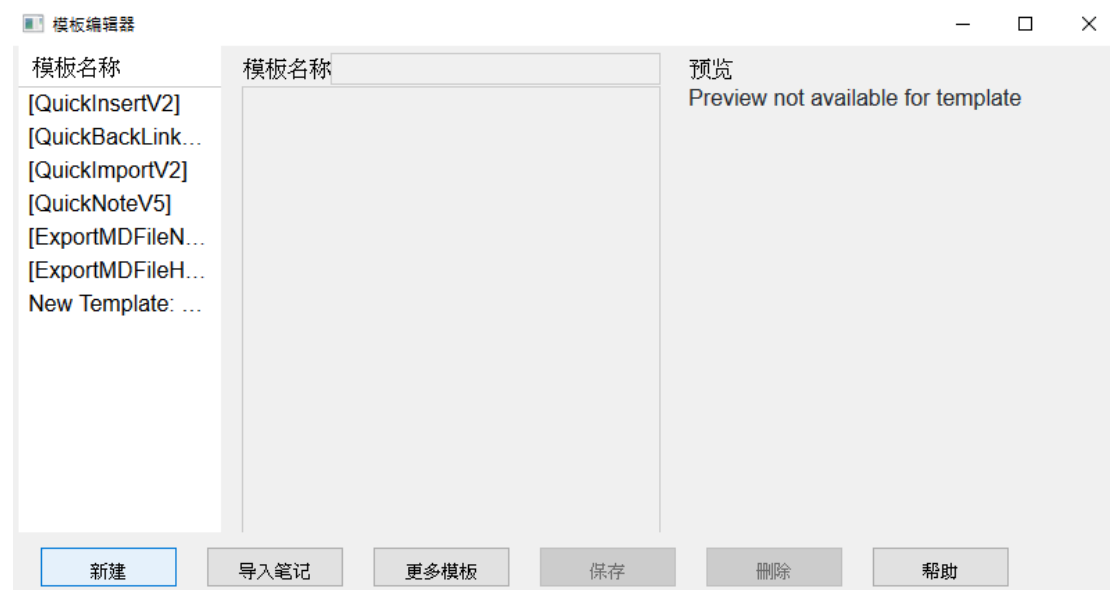 模板编辑器
模板名称
[QuickInsertV2]
[QuickBackLink...
[QuickImportV2]
[QuickNoteV5]
[ExportMDFileN...
[ExportMDFileH...
New Template: ...
模板名称
预览
Preview not available for template
新建
导入笔记
更多模板
保存
删除
帮助